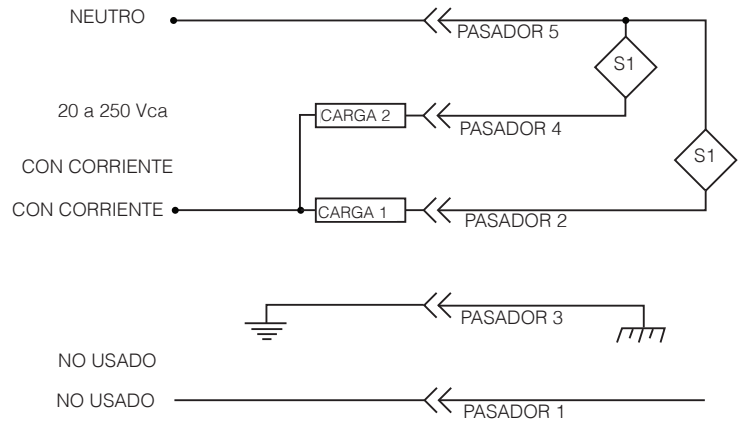 NEUTRO
PASADOR 5
S1
20 a 250 Vca
CARGA 2
PASADOR 4
S1
CON CORRIENTE
CON CORRIENTE
CARGA 1
PASADOR 2
PASADOR 3
NO USADO
NO USADO
PASADOR 1